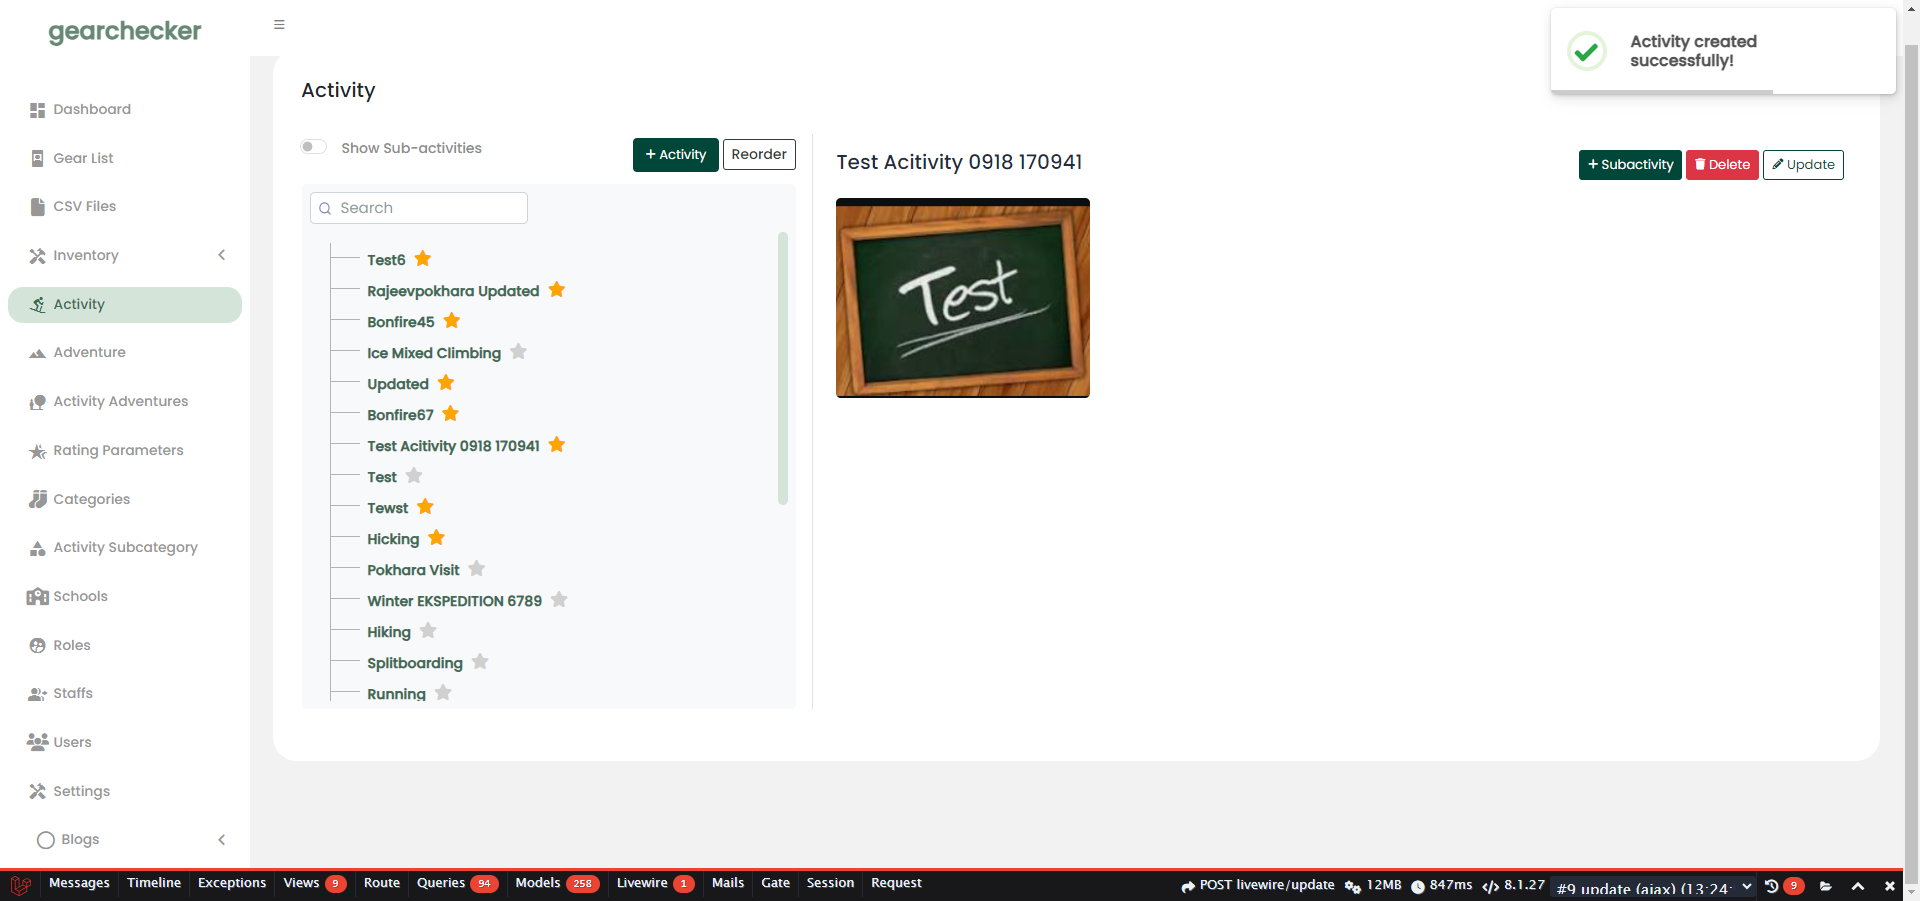 gearchecker
Activity created
successfully!
Activity
Dashboard
Gear List
CSV Files
Inventory
Activity
Adventure
Activity Adventures
Rating Parameters
Categories
Activity Subcategory
Schools
Roles
Staffs
Users
Settings
Blogs
Show Sub-activities
+ Activity
Reorder
Search
Test6
Rajeevpokhara Updated
Bonfire45
Ice Mixed Climbing
Updated
Bonfire67
Test Acitivity 0918 170941
Test
Tewst
Hicking
Pokhara Visit
Winter EKSPEDITION 6789
Hiking
Splitboarding
Running
Test Acitivity 0918 170941
+ Subactivity
Delete
Update
Test
Messages Timeline Exceptions Views 9 Route Queries 94 Models 258 Livewire 1 Mails Gate Session Request POST livewire/update 12MB 847ms 8.1.27 #9 update (ajax) (13:24: 9